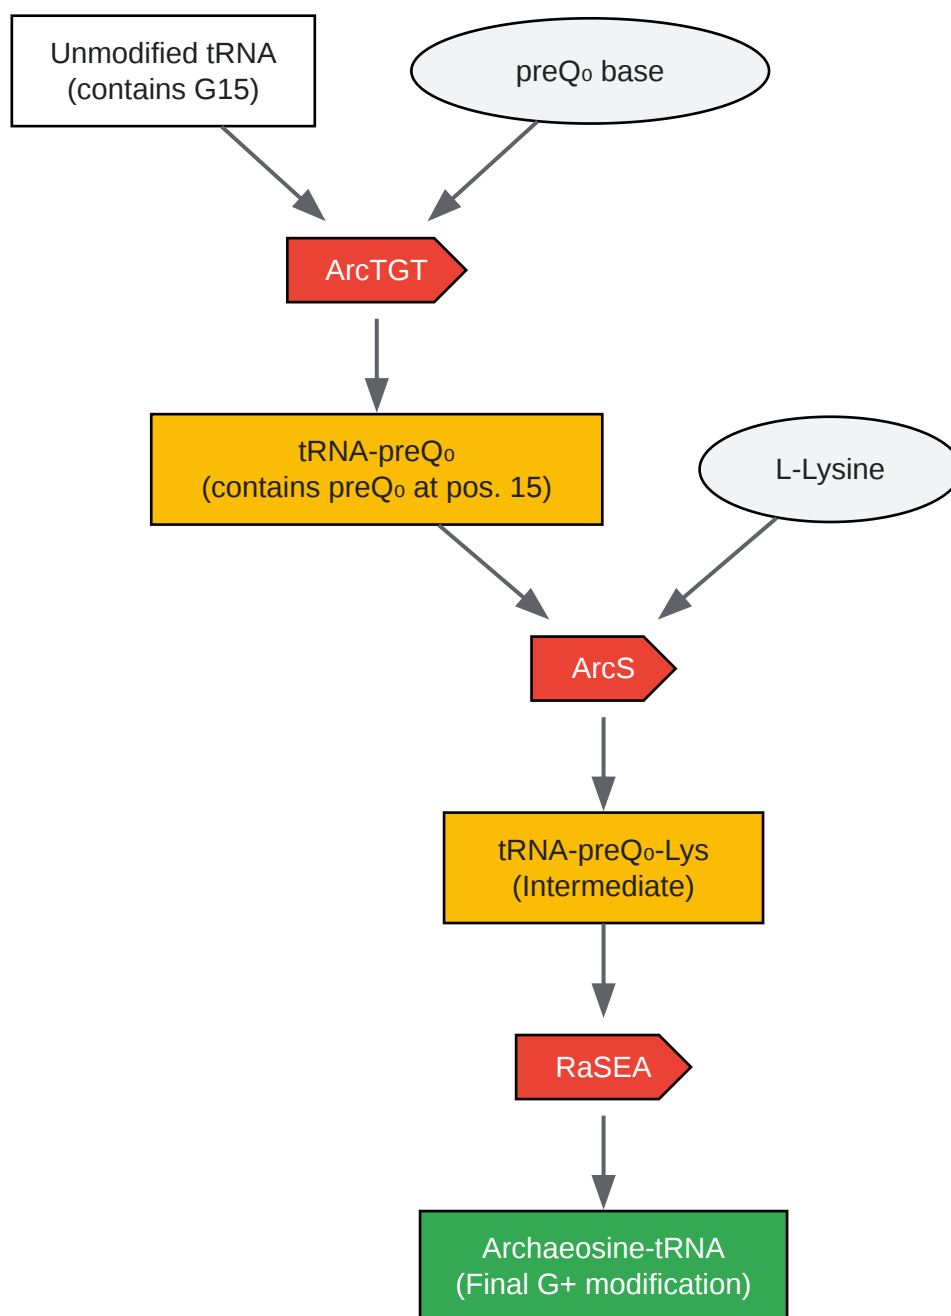 Unmodified tRNA
(contains G15)
preQ₀ base
ArcTGT
tRNA-preQ₀
(contains preQ₀ at pos. 15)
L-Lysine
ArcS
tRNA-preQ₀-Lys
(Intermediate)
RaSEA
Archaeosine-tRNA
(Final G+ modification)